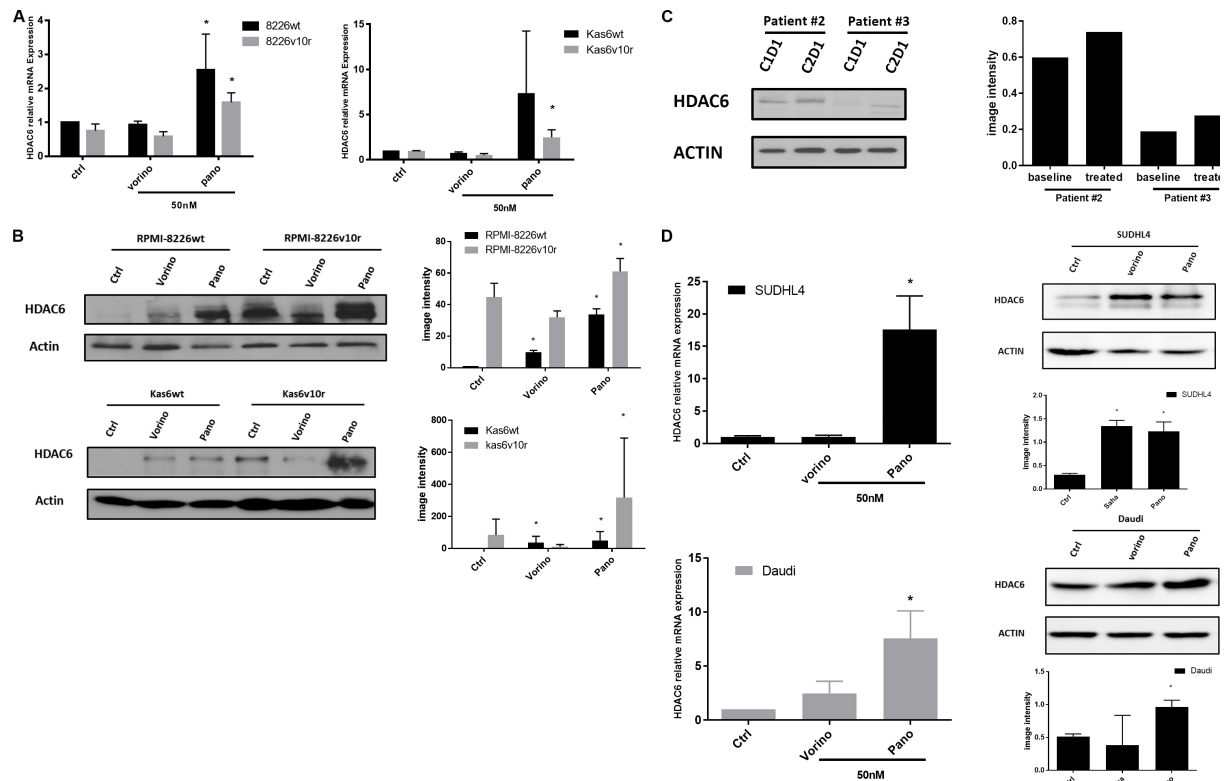 A
HDAC6 relative mRNA Expression
4
3
2
1
0
8226wt
8226v10r
*
*
ctrl
vorino
pano
50nM
HDAC6 relative mRNA Expression
15
10
5
0
Kas6wt
Kas6v10r
*
ctrl
vorino
pano
50nM
B
RPMI-8226wt RPMI-8226v10r
Ctrl Vorino Pano Ctrl Vorino Pano
HDAC6
Actin
image intensity
80
60
40
20
0
RPMI-8226wt
RPMI-8226v10r
* * *
Ctrl
Vorino
Pano
Kas6wt Kas6v10r
Ctrl Vorino Pano Ctrl Vorino Pano
HDAC6
Actin
image intensity
800
600
400
200
0
Kas6wt
kas6v10r
* * *
Ctrl
Vorino
Pano
C
Patient #2 Patient #3
C1D1 C2D1 C1D1 C2D1
HDAC6
ACTIN
image intensity
0.8
0.6
0.4
0.2
0.0
baseline treated baseline treate
Patient #2 Patient #3
D
HDAC6 relative mRNA expression
25
20
15
10
5
0
SUDHL4
*
Ctrl
vorino
Pano
50nM
SUDHL4
Ctrl vorino Pano
HDAC6
ACTIN
image intensity
2.0
1.5
1.0
0.5
0.0
SUDHL4
* *
Ctrl
Saha
Pano
HDAC6 relative mRNA expression
15
10
5
0
Daudi
*
Ctrl
Vorino
Pano
50nM
Daudi
Ctrl vorino Pano
HDAC6
ACTIN
image intensity
1.5
1.0
0.5
0.0
Daudi
*